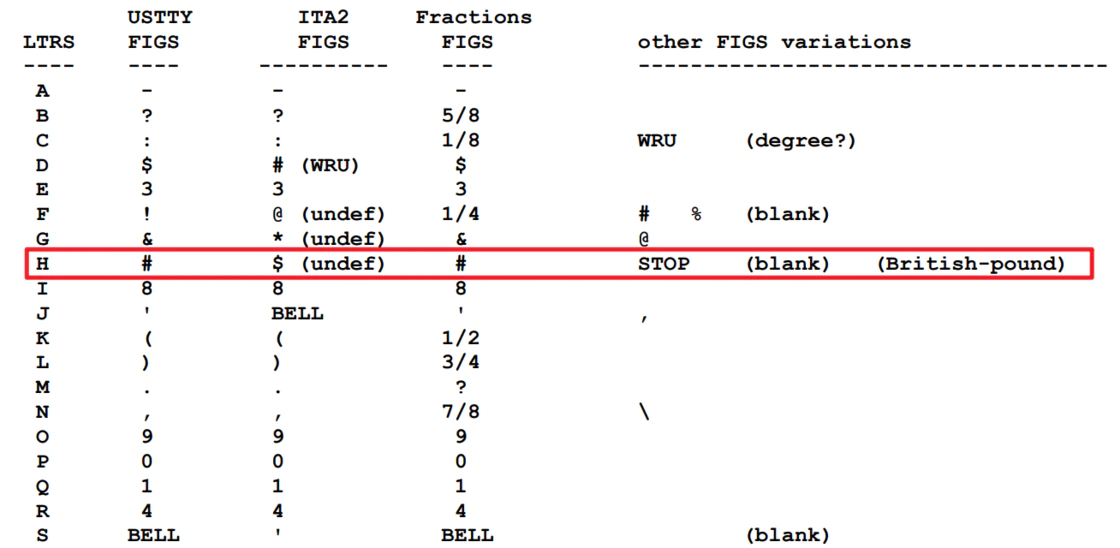 USTTY ITA2 Fractions
LTRS FIGS FIGS FIGS other FIGS variations
---- ---- ---------- ---- ------------------------------------
A - - -
B ? ? 5/8
C : : 1/8 WRU (degree?)
D $ # (WRU) $
E 3 3 3
F ! @ (undef) 1/4 # % (blank)
G & * (undef) & @
H # $ (undef) # STOP (blank) (British-pound)
I 8 8 8
J ' BELL ' ,
K ( ( 1/2
L ) ) 3/4
M . . ?
N , , 7/8 \
O 9 9 9
P 0 0 0
Q 1 1 1
R 4 4 4
S BELL ' BELL (blank)